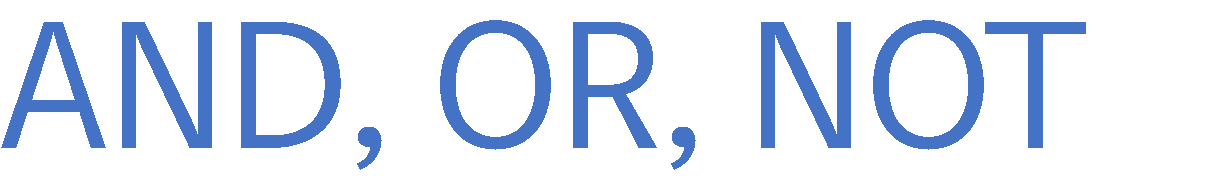 AND, OR, NOT